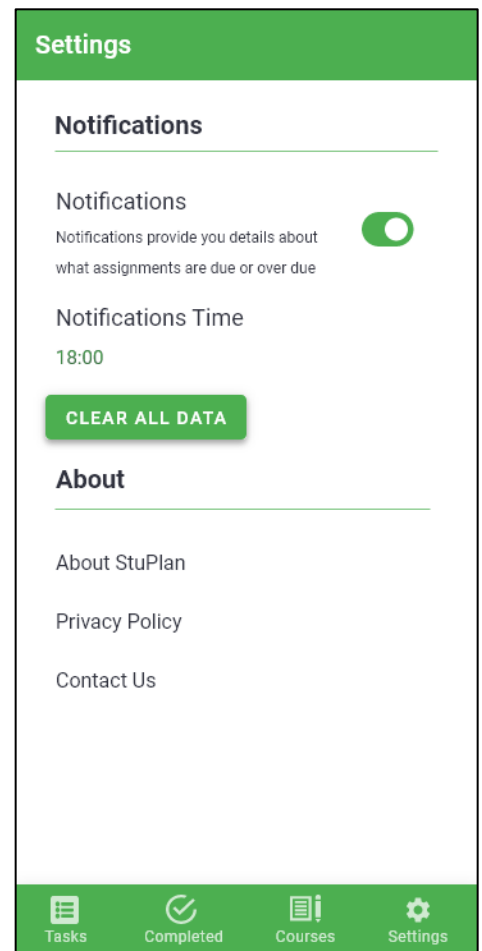 Settings
Notifications
Notifications
Notifications provide you details about
what assignments are due or over due
Notifications Time
18:00
CLEAR ALL DATA
About
About StuPlan
Privacy Policy
Contact Us
Tasks Completed Courses Settings